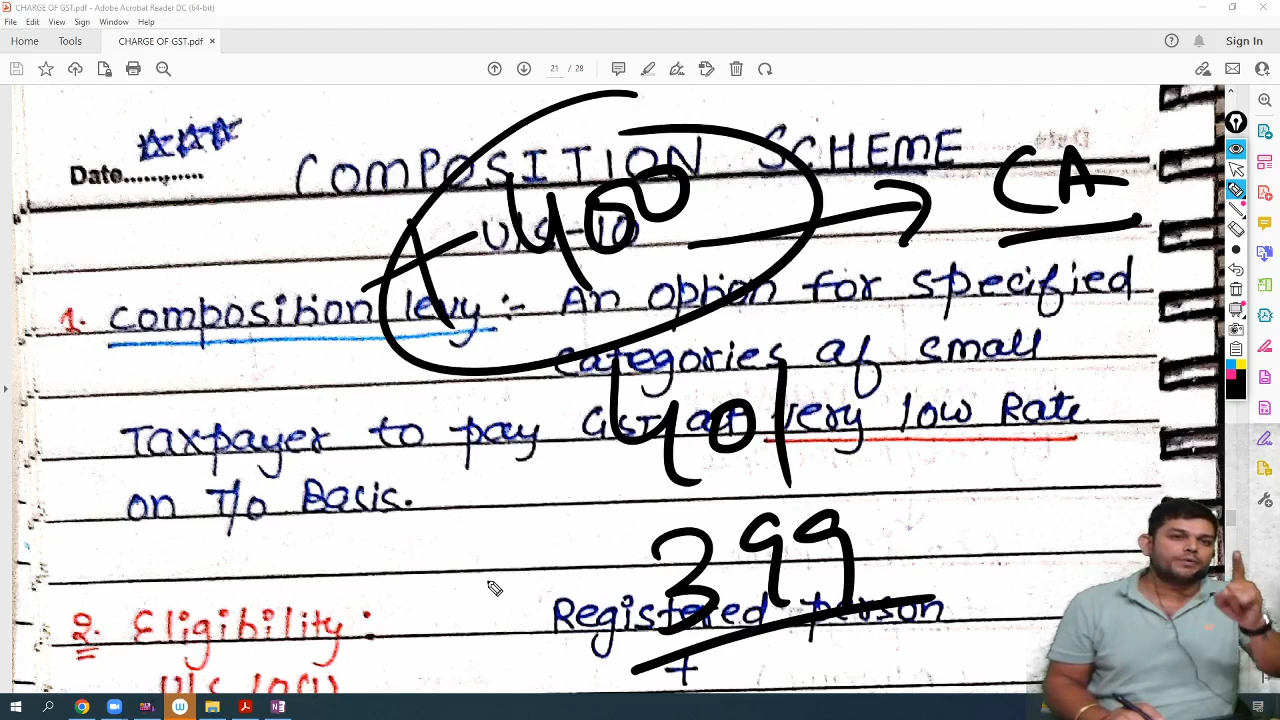 CHARGE OF GST.pdf - Adobe Acrobat Reader DC (64-bit)
File Edit View Sign Window Help
Home Tools CHARGE OF GST.pdf × Sign In
21 / 28
Date............
COMPOSITION SCHEME
U/S-10
400
CA
1. Composition levy :- An option for specified
categories of small
401
Taxpayer to pay GST at very low Rate
on T/o Basis.
399
2. Eligibility : Registered person
+
U/S 10(1)